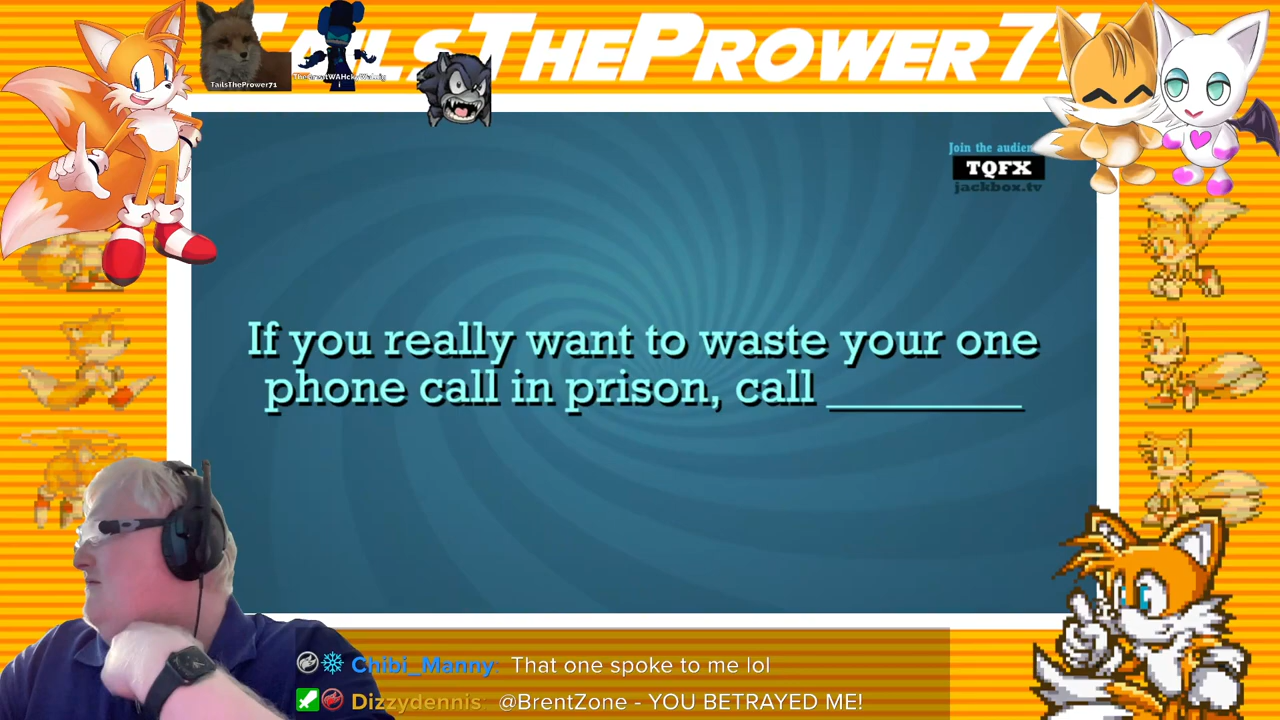 TailsThePrower71
TailsThePrower71
Join the audien
TQFX
jackbox.tv
If you really want to waste your one
phone call in prison, call _________
Chibi_Manny: That one spoke to me lol
Dizzydennis: @BrentZone - YOU BETRAYED ME!